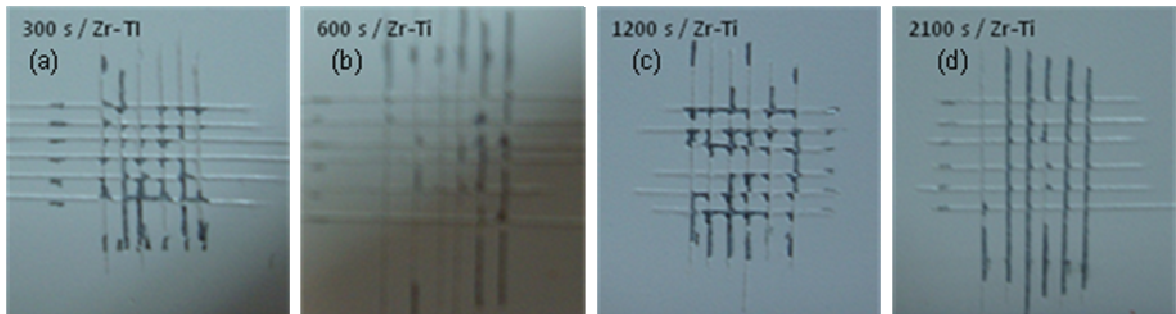 300 s / Zr-Ti
(a)
600 s / Zr-Ti
(b)
1200 s / Zr-Ti
(c)
2100 s / Zr-Ti
(d)